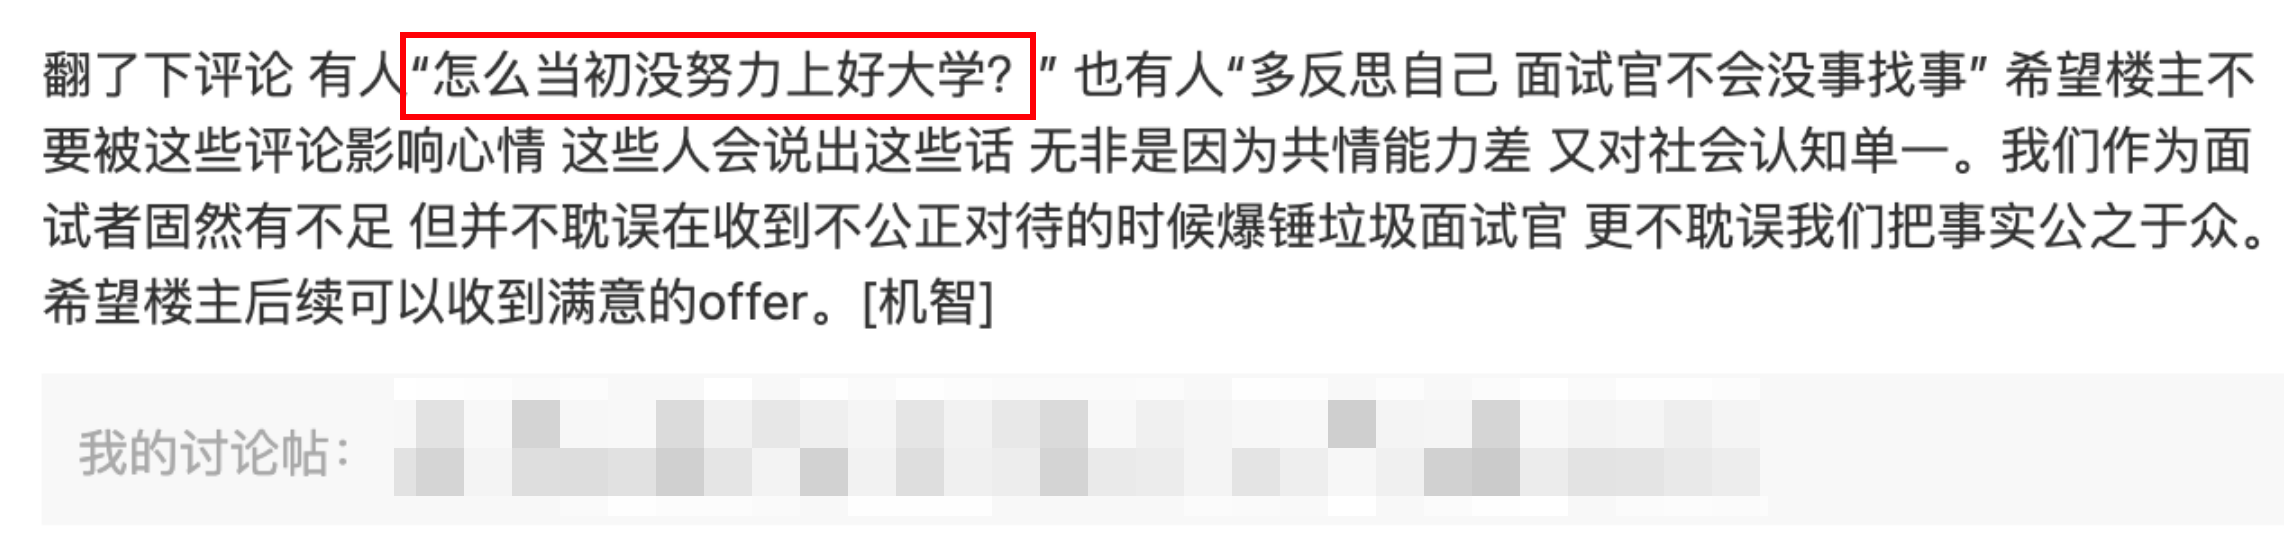 翻了下评论 有人“怎么当初没努力上好大学？” 也有人“多反思自己 面试官不会没事找事” 希望楼主不
要被这些评论影响心情 这些人会说出这些话 无非是因为共情能力差 又对社会认知单一。我们作为面
试者固然有不足 但并不耽误在收到不公正对待的时候爆锤垃圾面试官 更不耽误我们把事实公之于众。
希望楼主后续可以收到满意的offer。[机智]
我的讨论帖：